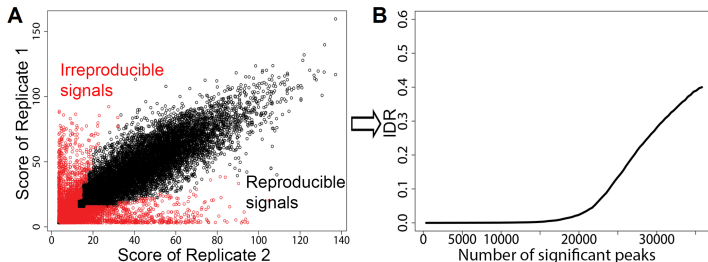 A
Score of Replicate 1
0
50
100
150
Irreproducible
signals
Reproducible
signals
0
20
40
60
80
100
120
140
Score of Replicate 2
B
IDR
0.0
0.1
0.2
0.3
0.4
0.5
0.6
0
5000
10000
20000
30000
Number of significant peaks